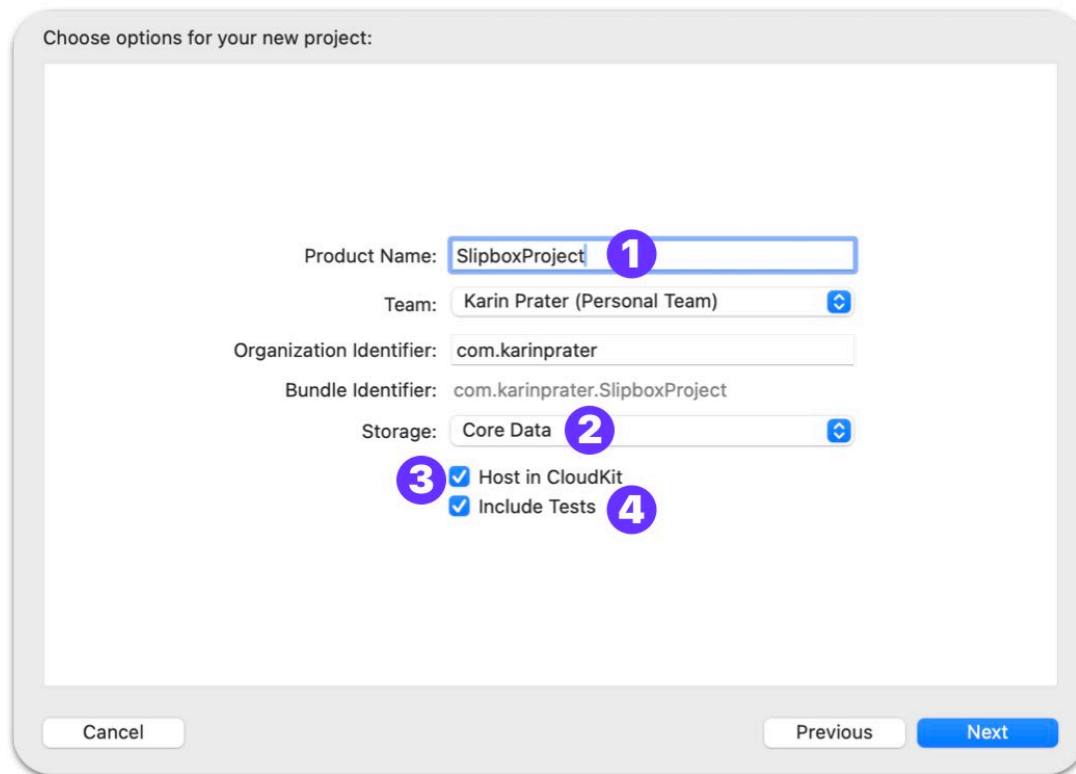 Choose options for your new project:
Product Name: SlipboxProject 1
Team: Karin Prater (Personal Team)
Organization Identifier: com.karinprater
Bundle Identifier: com.karinprater.SlipboxProject
Storage: Core Data 2
3 Host in CloudKit
Include Tests 4
Cancel Previous Next